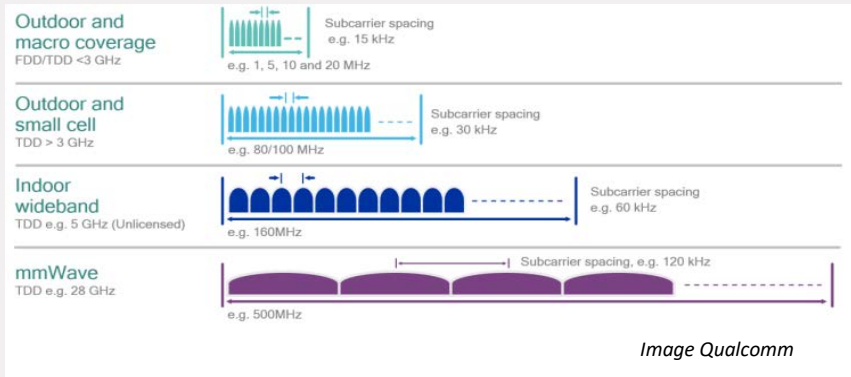 Outdoor and
macro coverage
FDD/TDD <3 GHz
Subcarrier spacing
e.g. 15 kHz
e.g. 1, 5, 10 and 20 MHz
Outdoor and
small cell
TDD > 3 GHz
Subcarrier spacing
e.g. 30 kHz
e.g. 80/100 MHz
Indoor
wideband
TDD e.g. 5 GHz (Unlicensed)
Subcarrier spacing
e.g. 60 kHz
e.g. 160MHz
mmWave
TDD e.g. 28 GHz
Subcarrier spacing, e.g. 120 kHz
e.g. 500MHz
Image Qualcomm